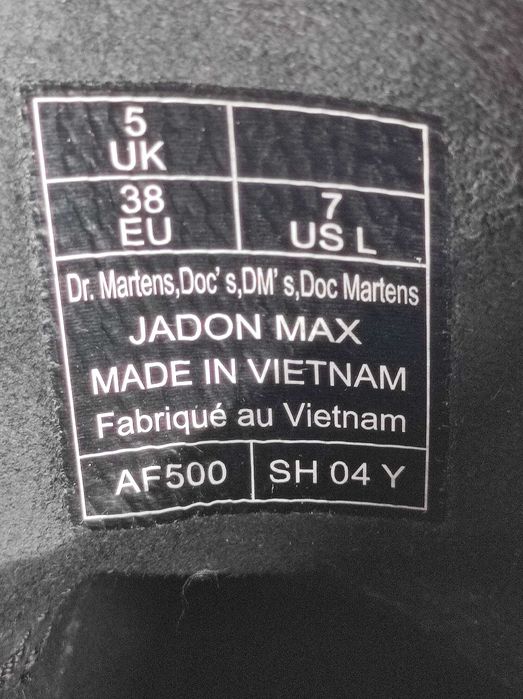 5
UK
38
EU
7
US L
Dr. Martens,Doc's,DM's,Doc Martens
JADON MAX
MADE IN VIETNAM
Fabriqué au Vietnam
AF500
SH 04 Y